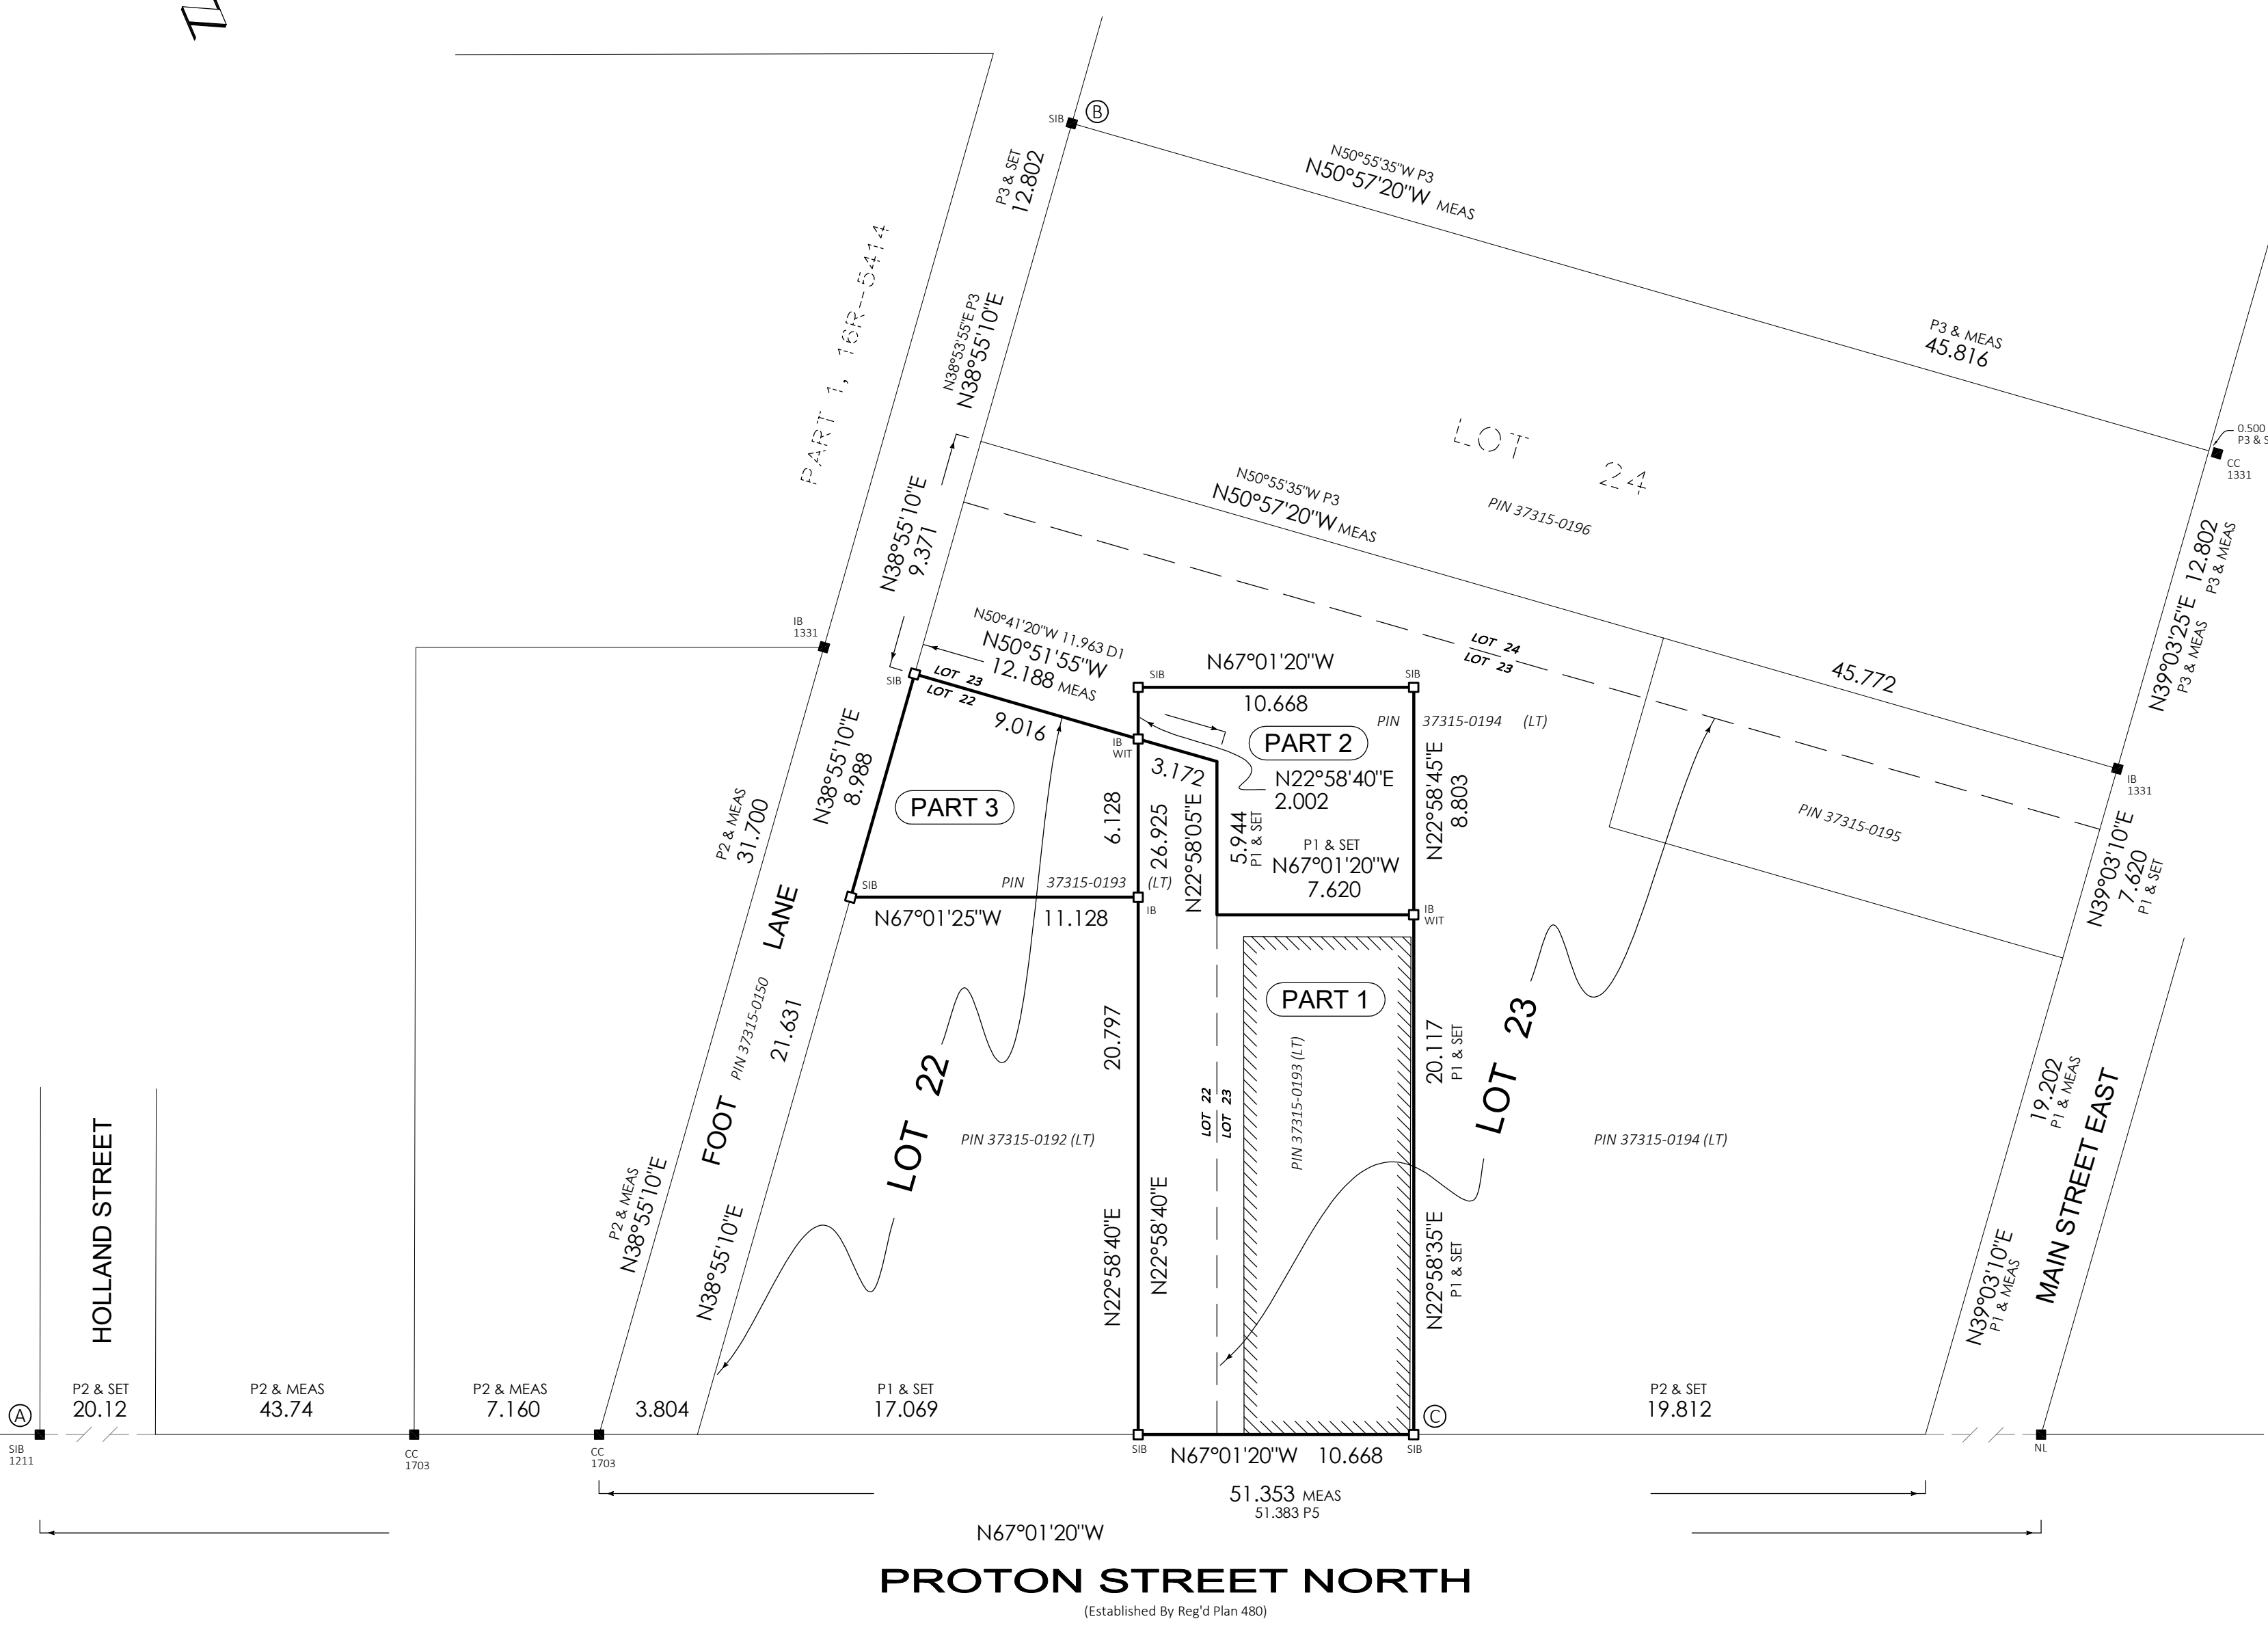 Z
SIB
B
P3 & SET
12.802
N50°55'35"W P3
N50°57'20"W MEAS
PART 1, 16R-5414
N38°53'55"E P3
N38°55'10"E
P3 & MEAS
45.816
0.500
CC
1331
LOT 24
PIN 37315-0196
N50°55'35"W P3
N50°57'20"W MEAS
N38°55'10"E
9.371
N39°03'25"E 12.802
P3 & MEAS
P3 & MEAS
IB
1331
N50°41'20"W 11.963 D1
N50°51'55"W
12.188 MEAS
SIB
LOT 23
LOT 22
9.016
SIB
N67°01'20"W
SIB
10.668
LOT 24
LOT 23
45.772
PIN 37315-0194 (LT)
PART 2
IB
WIT
3.172
N22°58'40"E
2.002
N22°58'45"E
8.803
IB
1331
PIN 37315-0195
N38°55'10"E
8.988
PART 3
6.128
26.925
N22°58'05"E
5.944
P1 & SET
P1 & SET
N67°01'20"W
7.620
P2 & MEAS
31.700
N39°03'10"E
7.620
P1 & SET
SIB
PIN 37315-0193 (LT)
N67°01'25"W 11.128
IB
IB
WIT
FOOT LANE
PIN 37315-0150
21.631
PART 1
20.797
20.117
P1 & SET
LOT 23
LOT 22
PIN 37315-0193 (LT)
LOT 22
LOT 23
PIN 37315-0192 (LT)
PIN 37315-0194 (LT)
19.202
P1 & MEAS
MAIN STREET EAST
HOLLAND STREET
P2 & MEAS
N38°55'10"E
N38°55'10"E
N22°58'40"E
N22°58'40"E
N22°58'35"E
P1 & SET
N39°03'10"E
P1 & MEAS
A
SIB
1211
P2 & SET
20.12
P2 & MEAS
43.74
CC
1703
P2 & MEAS
7.160
CC
1703
3.804
P1 & SET
17.069
SIB
N67°01'20"W 10.668
C
SIB
P2 & SET
19.812
NL
51.353 MEAS
51.383 P5
N67°01'20"W
PROTON STREET NORTH
(Established By Reg'd Plan 480)